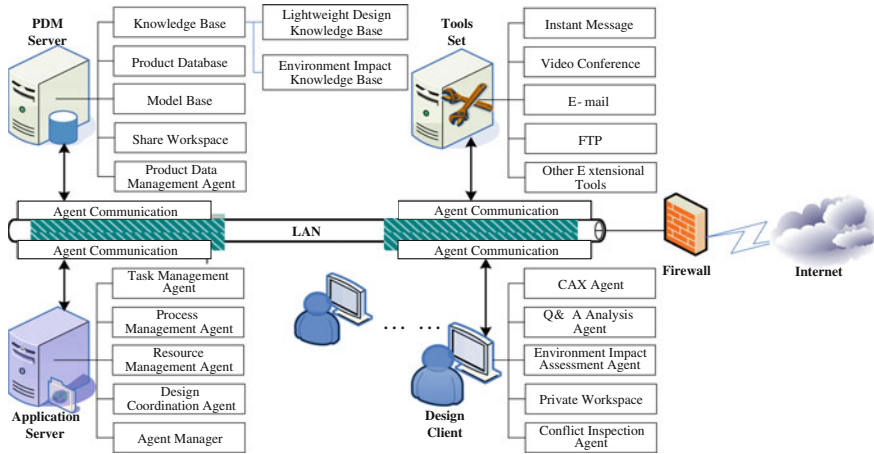 PDM
Server
Knowledge Base
Product Database
Model Base
Share Workspace
Product Data
Management Agent
Lightweight Design
Knowledge Base
Environment Impact
Knowledge Base
Tools
Set
Instant Message
Video Conference
E- mail
FTP
Other E xtensional
Tools
Agent Communication
Agent Communication
LAN
Agent Communication
Agent Communication
Firewall
Internet
Application
Server
Task Management
Agent
Process
Management Agent
Resource
Management Agent
Design
Coordination Agent
Agent Manager
... ...
Design
Client
CAX Agent
Q& A Analysis
Agent
Environment Impact
Assessment Agent
Private Workspace
Conflict Inspection
Agent